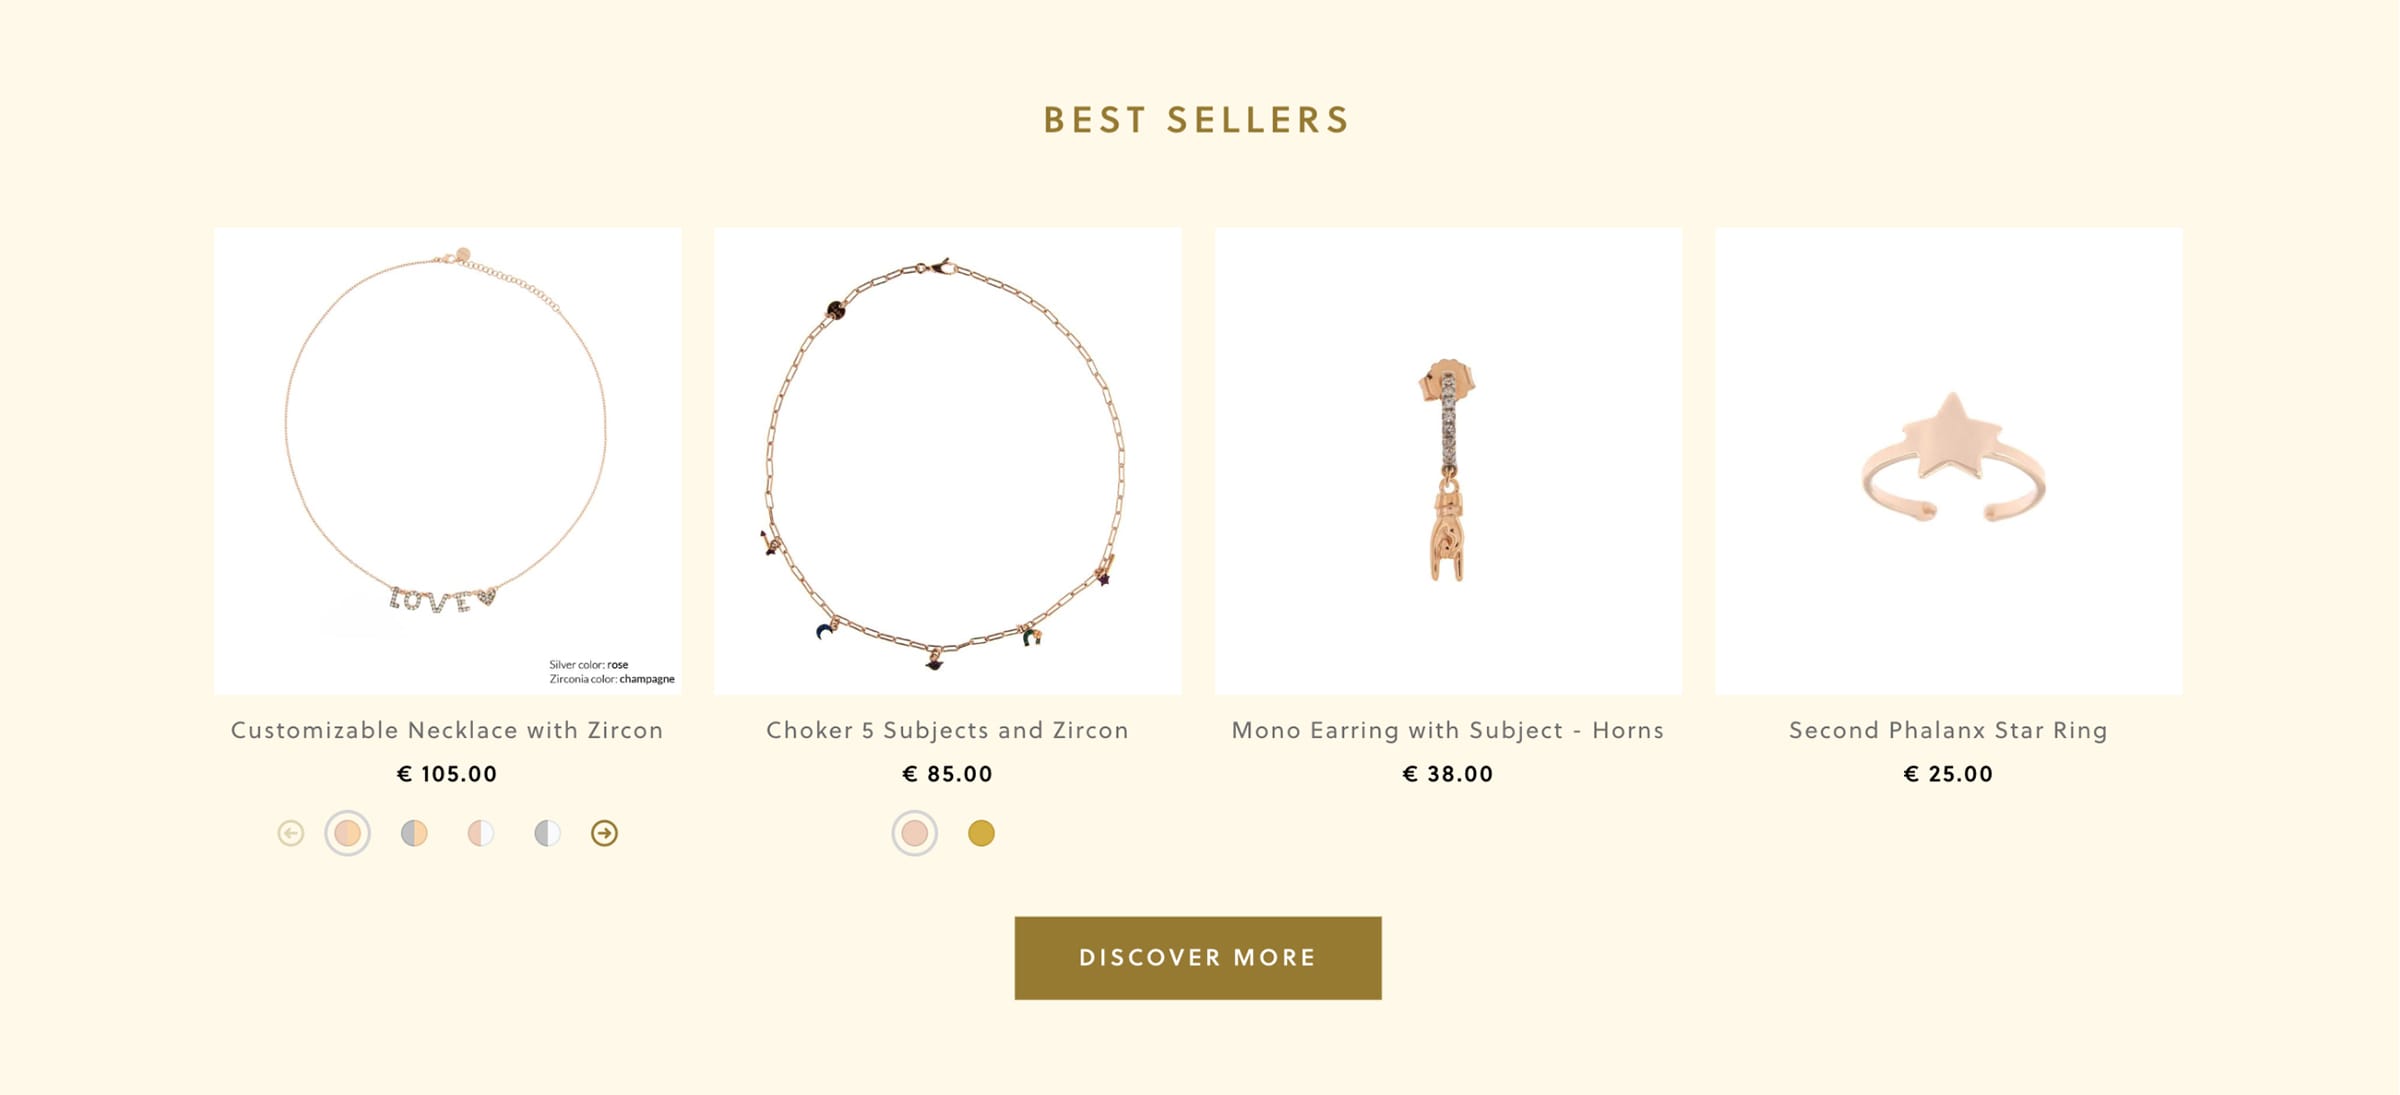 BEST SELLERS
LOVE
Silver color: rose
Zirconia color: champagne
Customizable Necklace with Zircon
€ 105.00
Choker 5 Subjects and Zircon
€ 85.00
Mono Earring with Subject - Horns
€ 38.00
Second Phalanx Star Ring
€ 25.00
DISCOVER MORE